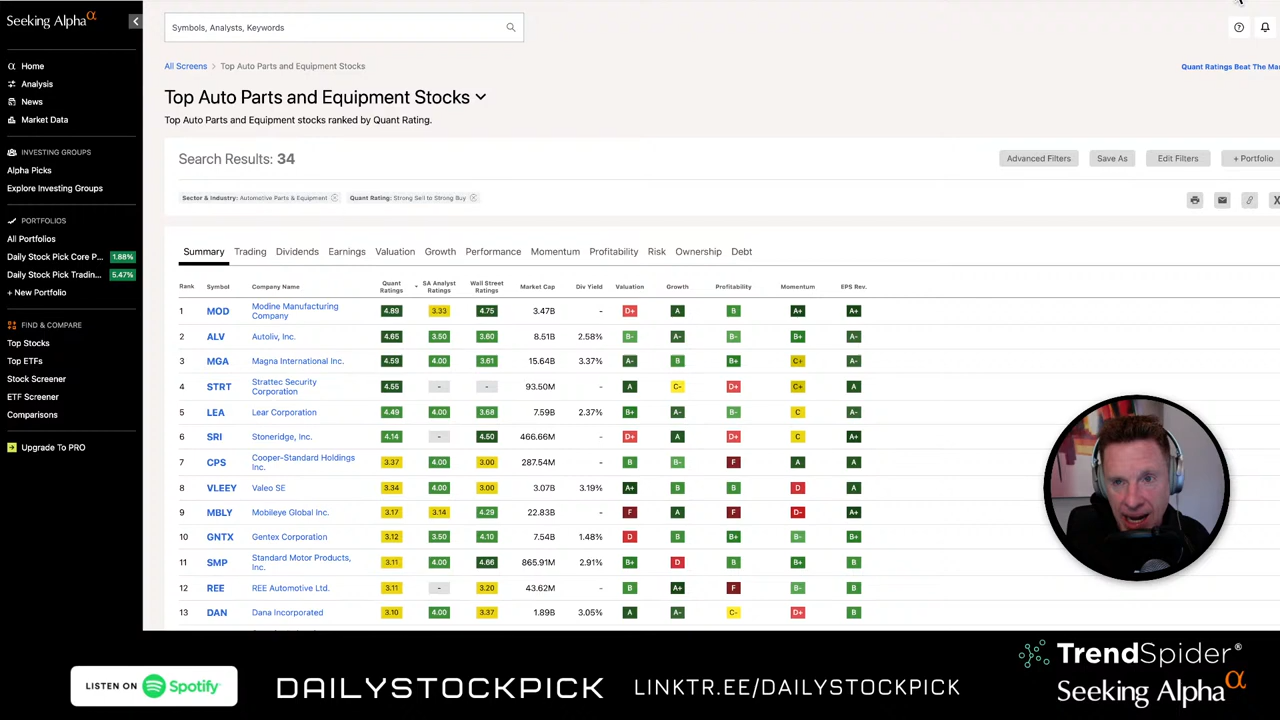 Seeking Alpha α
Symbols, Analysts, Keywords
Home
Analysis
News
Market Data
INVESTING GROUPS
Alpha Picks
Explore Investing Groups
PORTFOLIOS
All Portfolios
Daily Stock Pick Core P... 1.88%
Daily Stock Pick Tradin... 5.47%
+ New Portfolio
FIND & COMPARE
Top Stocks
Top ETFs
Stock Screener
ETF Screener
Comparisons
Upgrade To PRO
All Screens > Top Auto Parts and Equipment Stocks
Quant Ratings Beat The Mar
Top Auto Parts and Equipment Stocks
Top Auto Parts and Equipment stocks ranked by Quant Rating.
Search Results: 34
Advanced Filters Save As Edit Filters + Portfolio
Sector & Industry: Automotive Parts & Equipment Quant Rating: Strong Sell to Strong Buy
Summary Trading Dividends Earnings Valuation Growth Performance Momentum Profitability Risk Ownership Debt
Rank Symbol Company Name Quant Ratings SA Analyst Ratings Wall Street Ratings Market Cap Div Yield Valuation Growth Profitability Momentum EPS Rev.
1 MOD Modine Manufacturing Company 4.89 3.33 4.75 3.47B - D+ A B A+ A+
2 ALV Autoliv, Inc. 4.65 3.50 3.60 8.51B 2.58% B- A- B- B+ A-
3 MGA Magna International Inc. 4.59 4.00 3.61 15.64B 3.37% A- B B+ C+ A-
4 STRT Strattec Security Corporation 4.55 - - 93.50M - A C- D+ C+ A
5 LEA Lear Corporation 4.49 4.00 3.68 7.59B 2.37% B+ A- B- C A-
6 SRI Stoneridge, Inc. 4.14 - 4.50 466.66M - D+ A D+ C A+
7 CPS Cooper-Standard Holdings Inc. 3.37 4.00 3.00 287.54M - B B- F A A
8 VLEEY Valeo SE 3.34 4.00 3.00 3.07B 3.19% A+ B B D A
9 MBLY Mobileye Global Inc. 3.17 3.14 4.29 22.83B - F A F D- A+
10 GNTX Gentex Corporation 3.12 3.50 4.10 7.54B 1.48% D B B+ B- B+
11 SMP Standard Motor Products, Inc. 3.11 4.00 4.66 865.91M 2.91% B+ D B B+ B
12 REE REE Automotive Ltd. 3.11 - 3.20 43.62M - B A+ F B- B
13 DAN Dana Incorporated 3.10 4.00 3.37 1.89B 3.05% A A- C- D+ B
LISTEN ON Spotify
DAILYSTOCKPICK
LINKTR.EE/DAILYSTOCKPICK
TrendSpider®
Seeking Alpha α